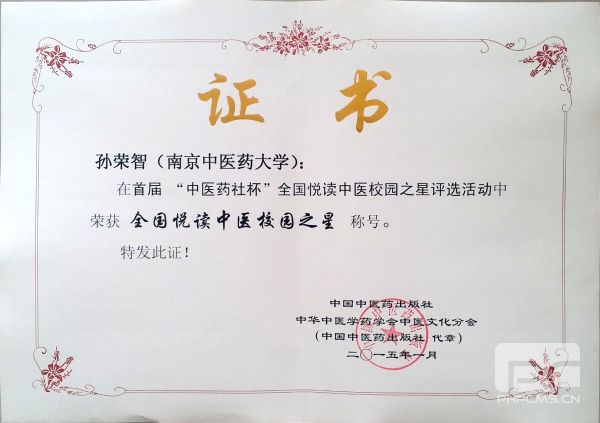 证 书
孙荣智（南京中医药大学）：
在首届 “中医药社杯”全国悦读中医校园之星评选活动中
荣获 全国悦读中医校园之星 称号。
特发此证！
中国中医药出版社
中华中医学药学会中医文化分会
（中国中医药出版社 代章）
二〇一五年一月
PHPCMS.CN